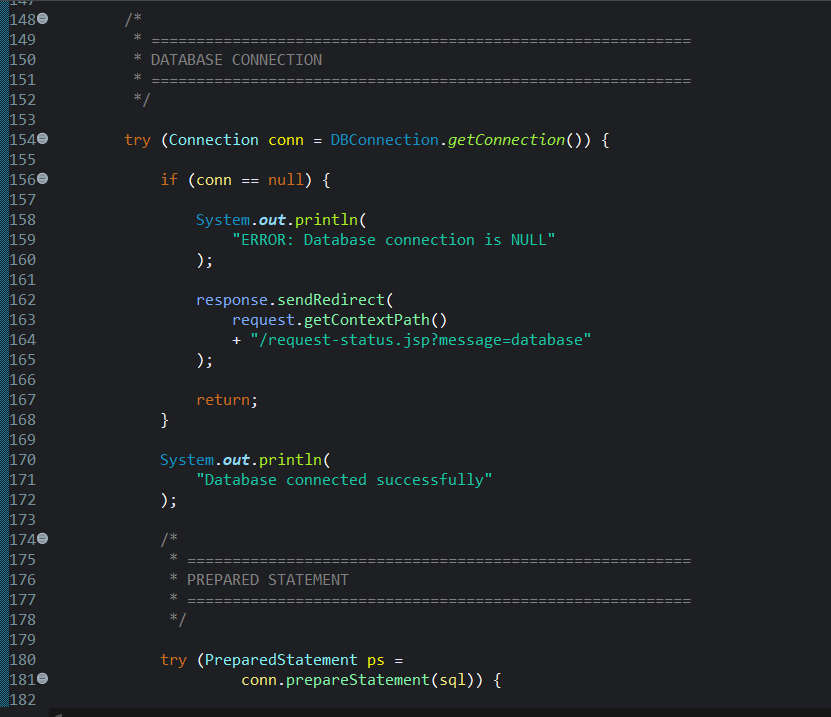 148 /*
149 * ============================================================
150 * DATABASE CONNECTION
151 * ============================================================
152 */
153
154 try (Connection conn = DBConnection.getConnection()) {
155
156 if (conn == null) {
157
158 System.out.println(
159 "ERROR: Database connection is NULL"
160 );
161
162 response.sendRedirect(
163 request.getContextPath()
164 + "/request-status.jsp?message=database"
165 );
166
167 return;
168 }
169
170 System.out.println(
171 "Database connected successfully"
172 );
173
174 /*
175 * ========================================================
176 * PREPARED STATEMENT
177 * ========================================================
178 */
179
180 try (PreparedStatement ps =
181 conn.prepareStatement(sql)) {
182